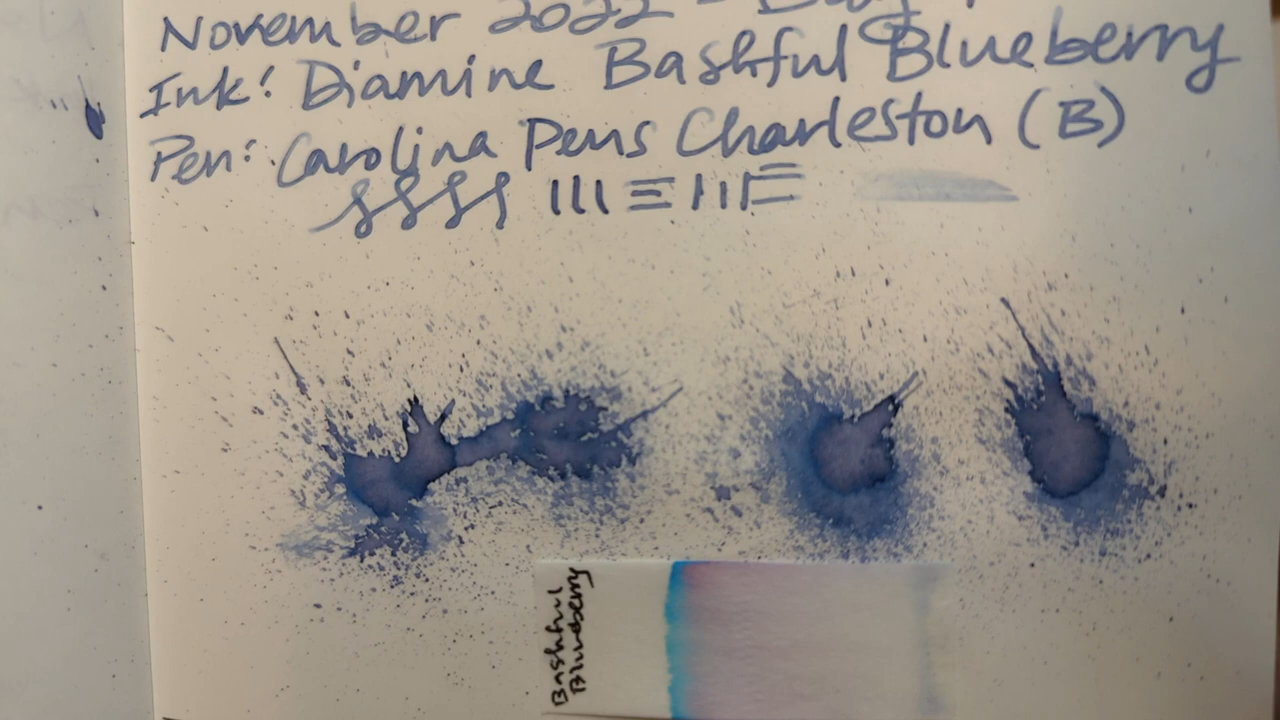 November 2022 -
Ink: Diamine Bashful Blueberry
Pen: Carolina Pens Charleston (B)
Bashful
Blueberry